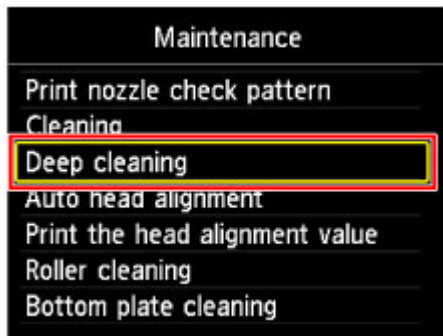 Maintenance
Print nozzle check pattern
Cleaning
Deep cleaning
Auto head alignment
Print the head alignment value
Roller cleaning
Bottom plate cleaning